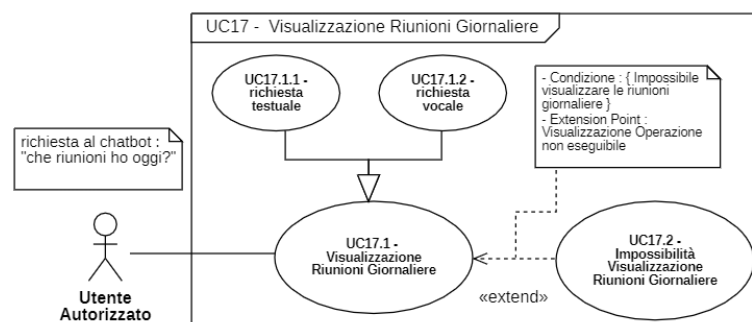 UC17 -  Visualizzazione Riunioni Giornaliere
UC17.1.1 -
richiesta
testuale
UC17.1.2 -
richiesta
vocale
- Condizione : { Impossibile
visualizzare le riunioni
giornaliere }
- Extension Point :
Visualizzazione Operazione
non eseguibile
richiesta al chatbot :
"che riunioni ho oggi?"
UC17.1 -
Visualizzazione
Riunioni Giornaliere
UC17.2 -
Impossibilità
Visualizzazione
Riunioni Giornaliere
«extend»
Utente
Autorizzato